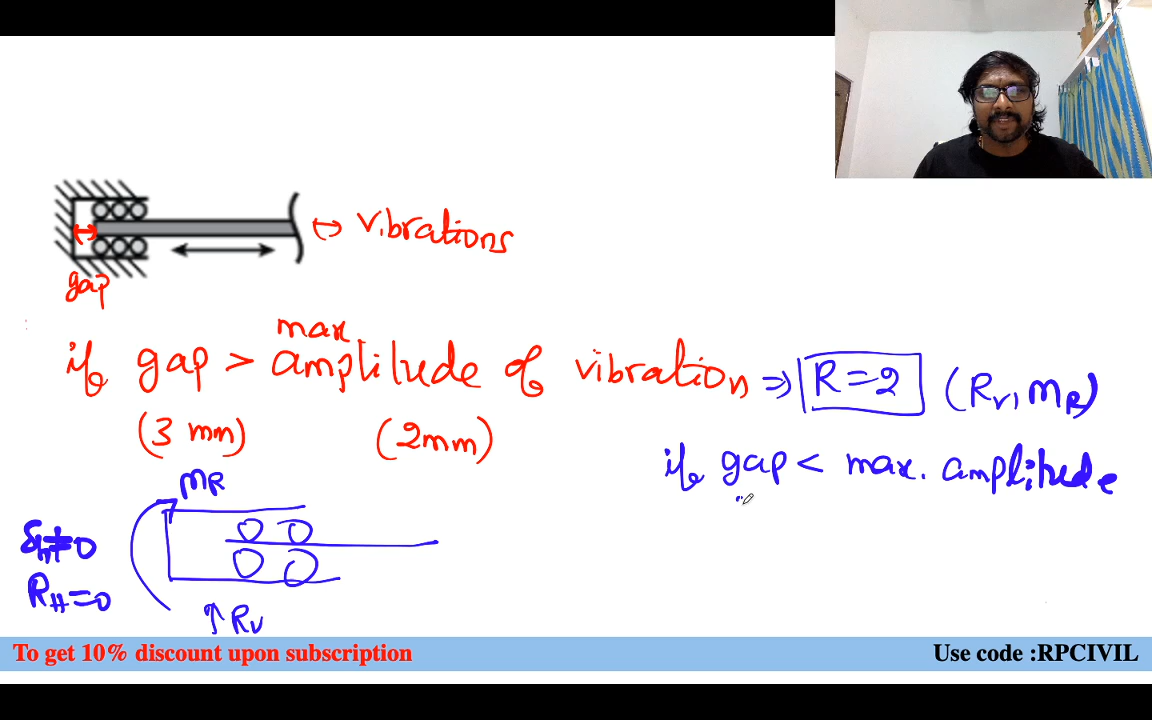 ↔ vibrations
gap
max
if gap > amplitude of vibration ⇒ R = 2 (Rv, MR)
(3 mm) (2mm)
if gap < max. amplitude
MR
δH≠0
RH=0
↑ Rv
To get 10% discount upon subscription
Use code :RPCIVIL